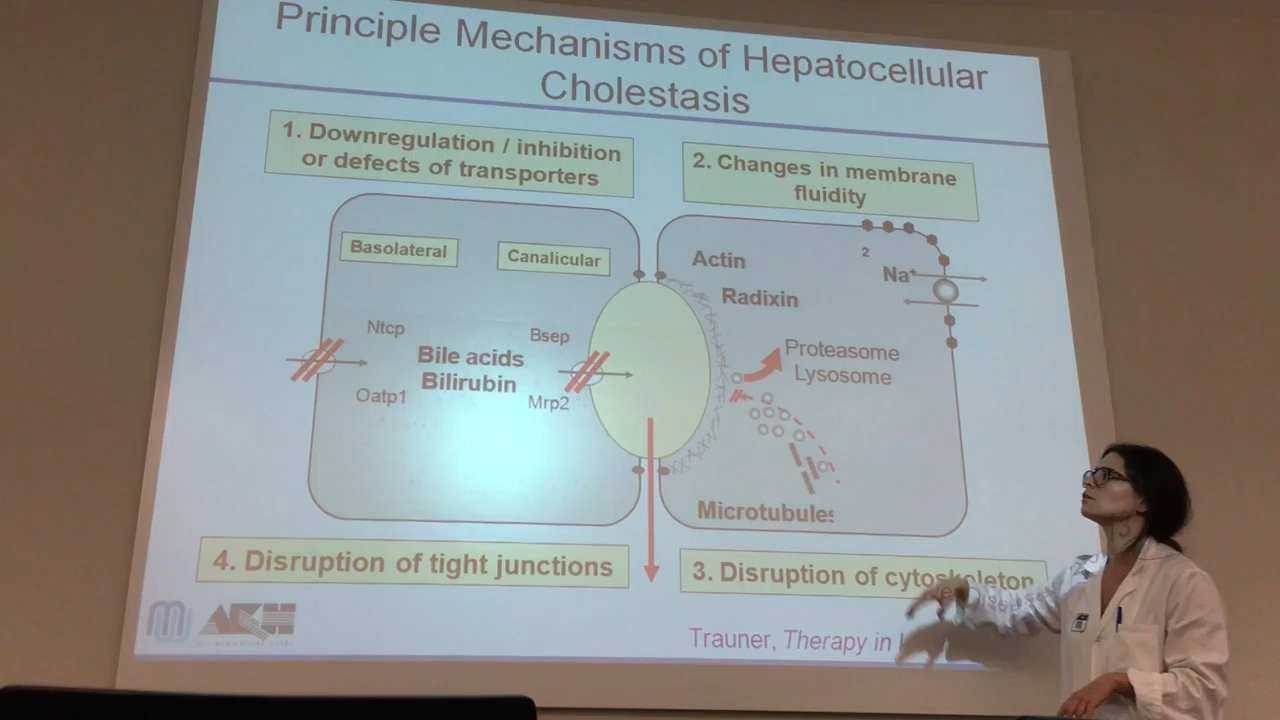 Principle Mechanisms of Hepatocellular
Cholestasis
1. Downregulation / inhibition
or defects of transporters
2. Changes in membrane
fluidity
Basolateral
Canalicular
Ntcp
Oatp1
Bile acids
Bilirubin
Bsep
Mrp2
Actin
Radixin
2
Na+
Proteasome
Lysosome
Microtubules
4. Disruption of tight junctions
3. Disruption of cytoskeleton
AKH
Trauner, Therapy in